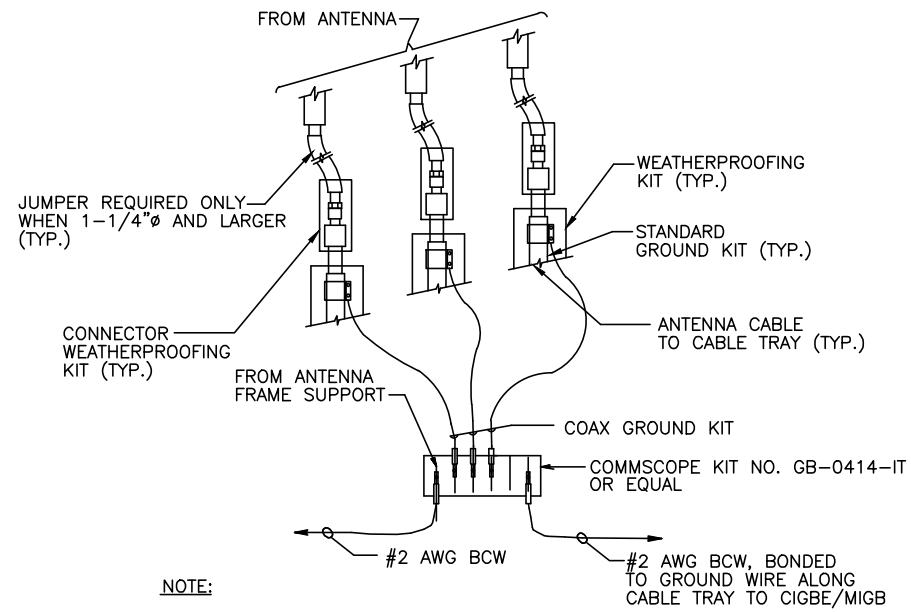 FROM ANTENNA
JUMPER REQUIRED ONLY
WHEN 1-1/4"ø AND LARGER
(TYP.)
WEATHERPROOFING
KIT (TYP.)
STANDARD
GROUND KIT (TYP.)
ANTENNA CABLE
TO CABLE TRAY (TYP.)
CONNECTOR
WEATHERPROOFING
KIT (TYP.)
FROM ANTENNA
FRAME SUPPORT
COAX GROUND KIT
COMMSCOPE KIT NO. GB-0414-IT
OR EQUAL
#2 AWG BCW
#2 AWG BCW, BONDED
TO GROUND WIRE ALONG
CABLE TRAY TO CIGBE/MIGB
NOTE: